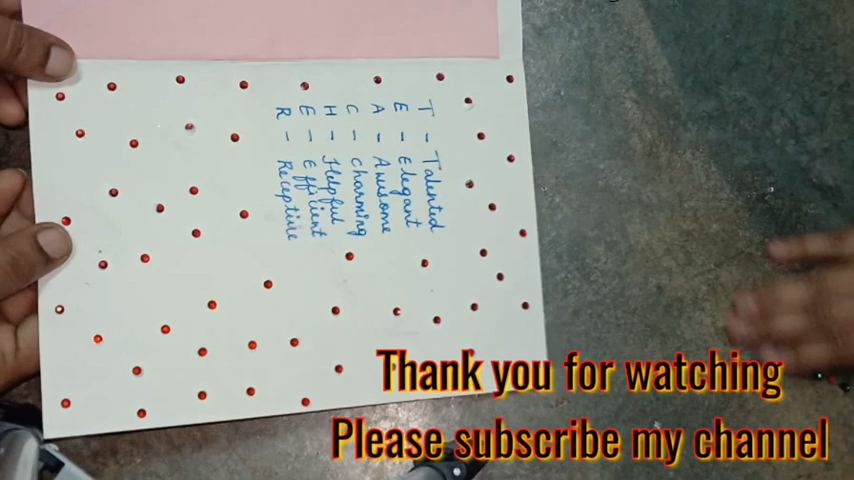 T - Talented
E - Elegant
A - Awesome
C - Charming
H - Helpful
E - Efficient
R - Receptive
Thank you for watching
Please subscribe my channel